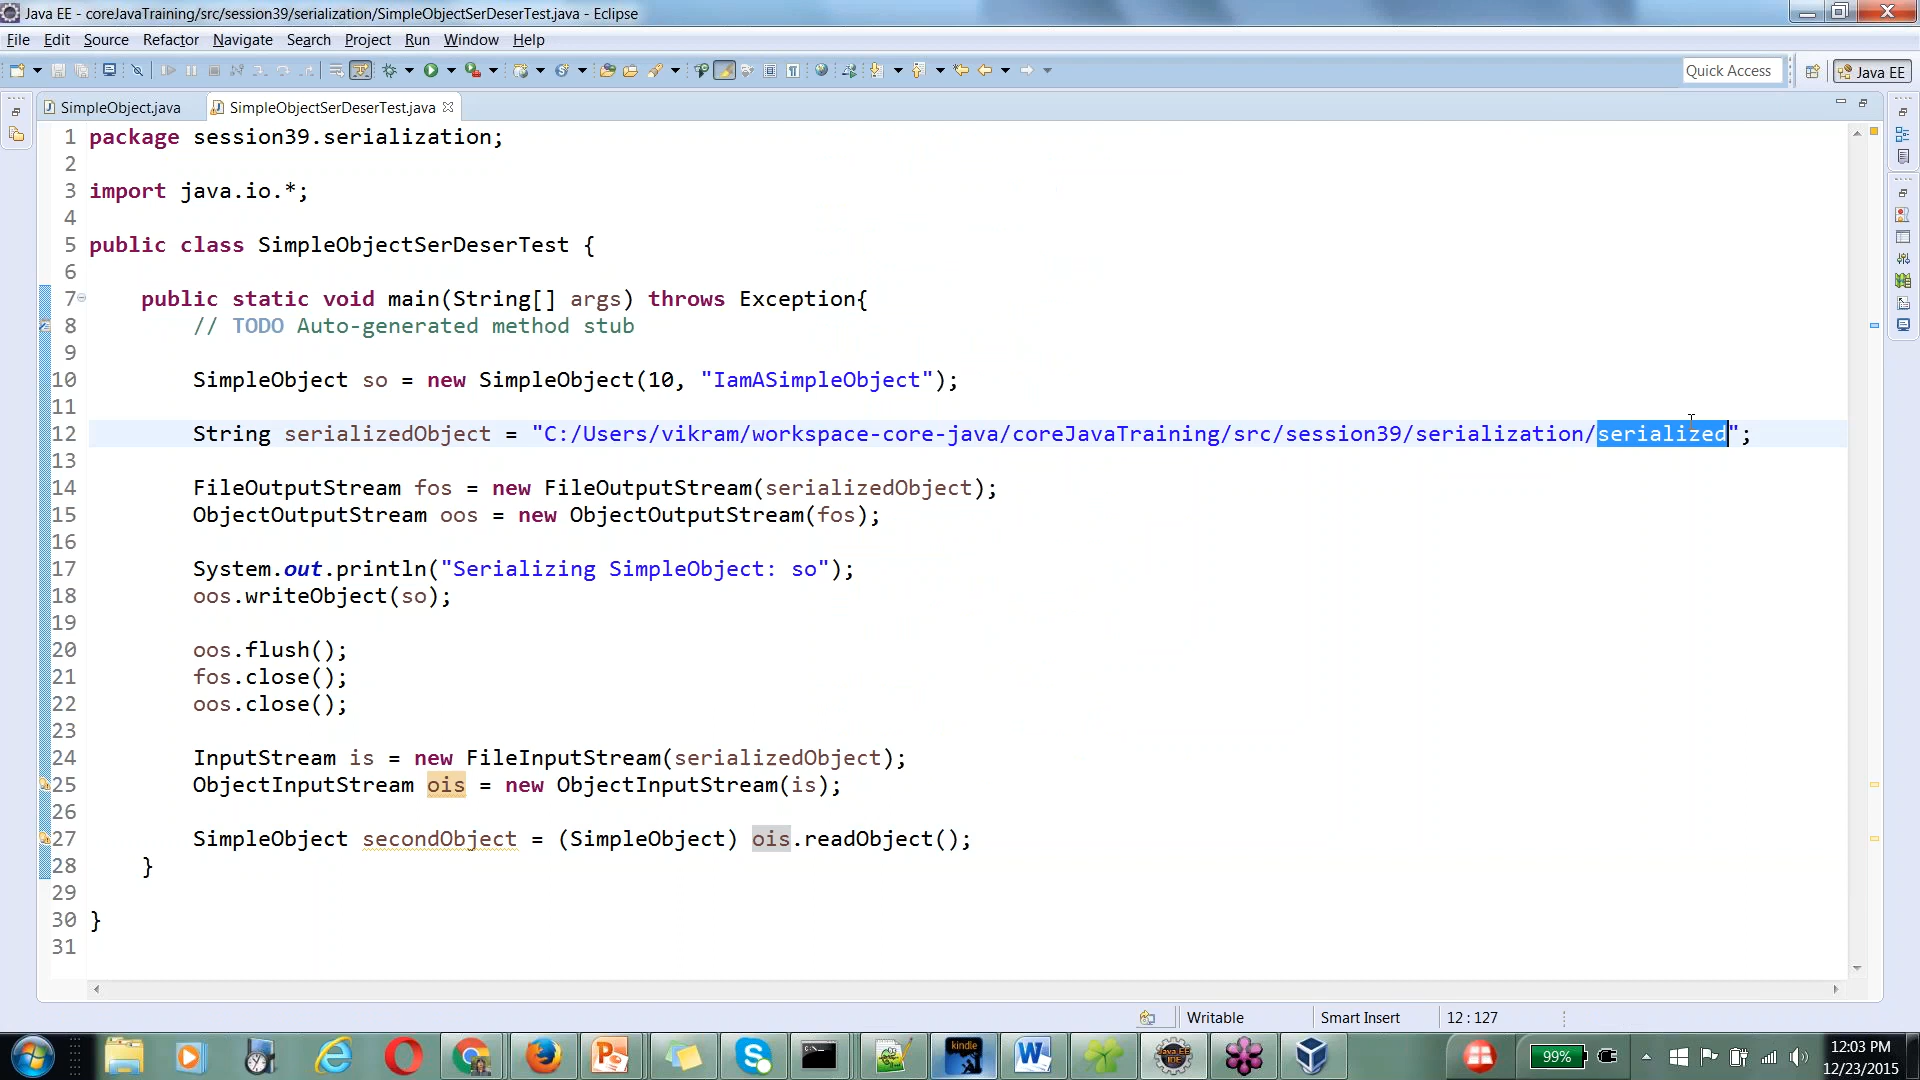 Java EE - coreJavaTraining/src/session39/serialization/SimpleObjectSerDeserTest.java - Eclipse
File Edit Source Refactor Navigate Search Project Run Window Help
Quick Access Java EE
SimpleObject.java SimpleObjectSerDeserTest.java
1 package session39.serialization;
2
3 import java.io.*;
4
5 public class SimpleObjectSerDeserTest {
6
7 public static void main(String[] args) throws Exception{
8 // TODO Auto-generated method stub
9
10 SimpleObject so = new SimpleObject(10, "IamASimpleObject");
11
12 String serializedObject = "C:/Users/vikram/workspace-core-java/coreJavaTraining/src/session39/serialization/serialized";
13
14 FileOutputStream fos = new FileOutputStream(serializedObject);
15 ObjectOutputStream oos = new ObjectOutputStream(fos);
16
17 System.out.println("Serializing SimpleObject: so");
18 oos.writeObject(so);
19
20 oos.flush();
21 fos.close();
22 oos.close();
23
24 InputStream is = new FileInputStream(serializedObject);
25 ObjectInputStream ois = new ObjectInputStream(is);
26
27 SimpleObject secondObject = (SimpleObject) ois.readObject();
28 }
29
30 }
31
Writable Smart Insert 12 : 127
kindle
99%
12:03 PM
12/23/2015